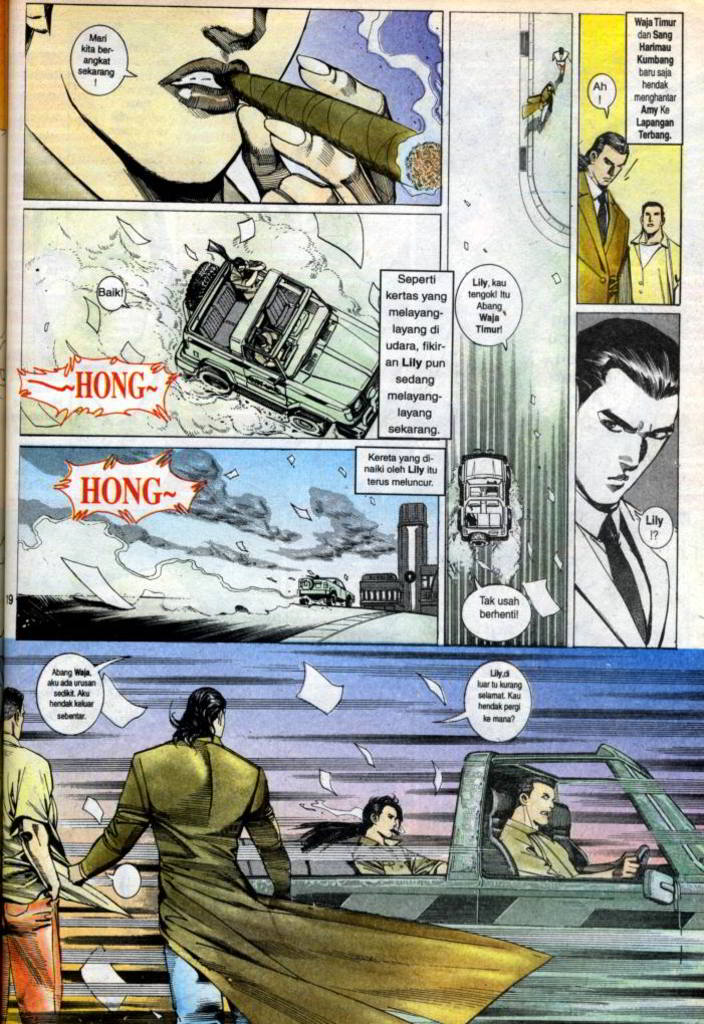 Mari
kita ber-
angkat
sekarang
!
Baik!
HONG~
Seperti
kertas yang
melayang-
layang di
udara, fikir-
an Lily pun
sedang
melayang-
layang
sekarang.
HONG~
Kereta yang di-
naiki oleh Lily itu
terus meluncur.
Lily, kau
tengok! Itu
Abang
Waja
Timur!
Tak usah
berhenti!
Waja Timur
dan Sang
Harimau
Kumbang
baru saja
hendak
menghantar
Amy Ke
Lapangan
Terbang.
Ah
!
Lily
!?
19
Abang Waja,
aku ada urusan
sedikit. Aku
hendak keluar
sebentar.
Lily,di
luar tu kurang
selamat. Kau
hendak pergi
ke mana?